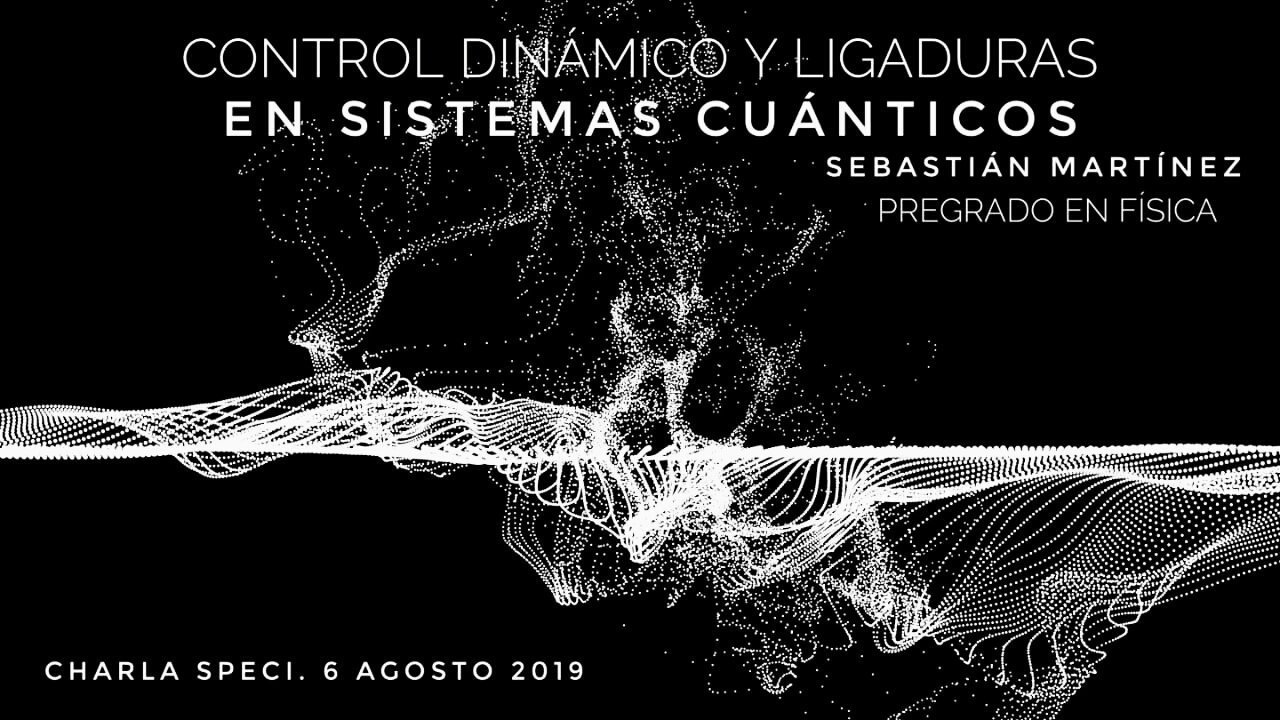 CONTROL DINÁMICO Y LIGADURAS
EN SISTEMAS CUÁNTICOS
SEBASTIÁN MARTÍNEZ
PREGRADO EN FÍSICA
CHARLA SPECI. 6 AGOSTO 2019